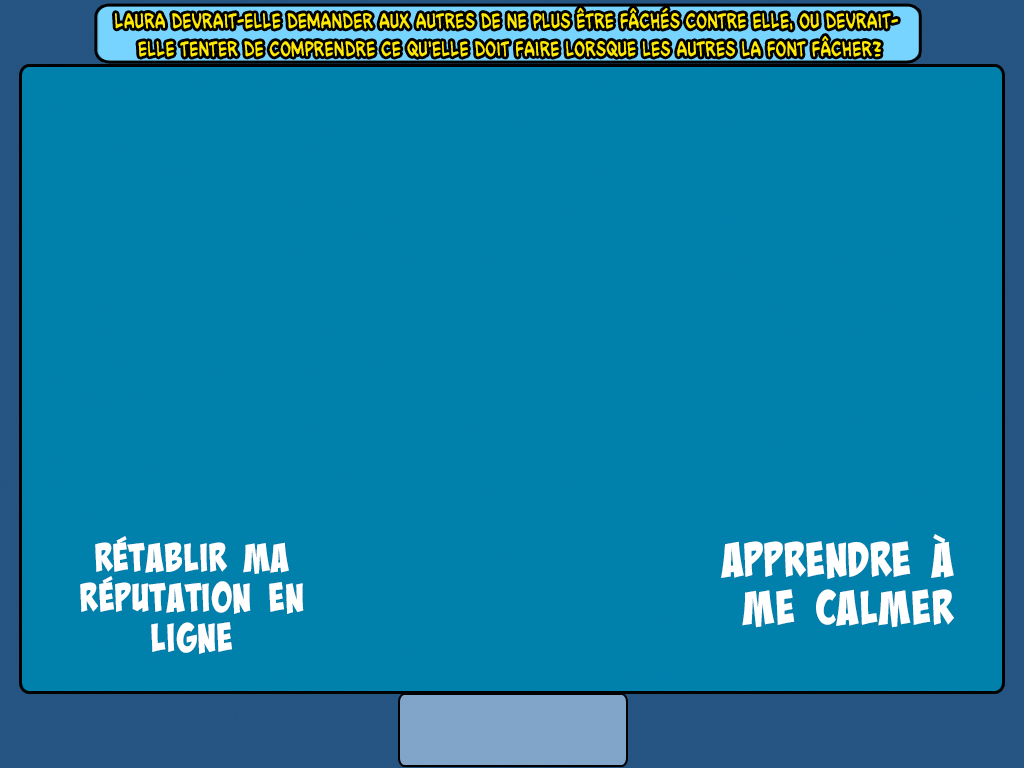 LAURA DEVRAIT-ELLE DEMANDER AUX AUTRES DE NE PLUS ÊTRE FÂCHÉS CONTRE ELLE, OU DEVRAIT-
ELLE TENTER DE COMPRENDRE CE QU'ELLE DOIT FAIRE LORSQUE LES AUTRES LA FONT FÂCHER?
RÉTABLIR MA
RÉPUTATION EN
LIGNE
APPRENDRE À
ME CALMER